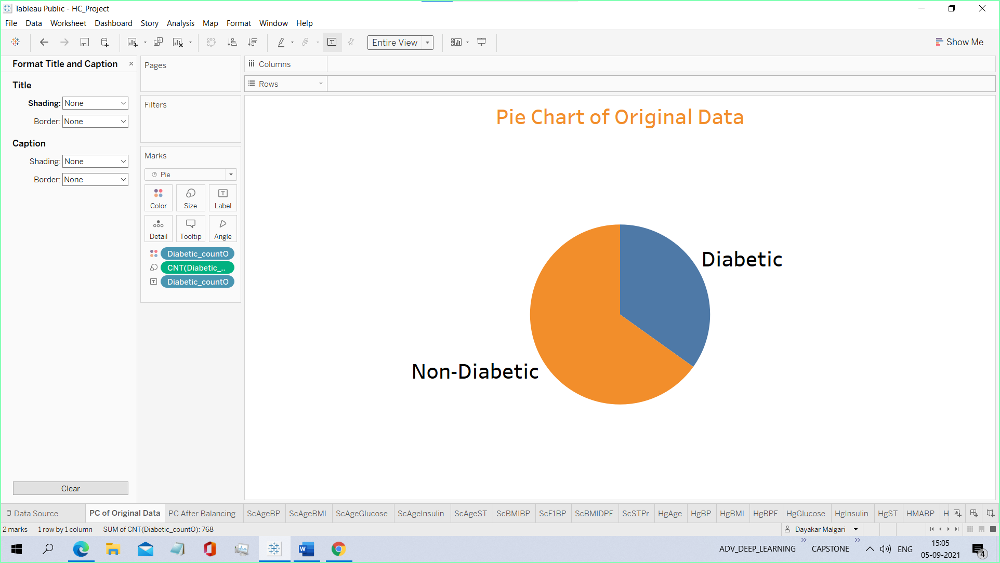 Tableau Public - HC_Project
File Data Worksheet Dashboard Story Analysis Map Format Window Help
Entire View
Show Me
Format Title and Caption
Title
Shading: None
Border: None
Caption
Shading: None
Border: None
Clear
Pages
Filters
Marks
Pie
Color Size Label
Detail Tooltip Angle
Diabetic_countO
CNT(Diabetic_..
Diabetic_countO
Columns
Rows
Pie Chart of Original Data
Diabetic
Non-Diabetic
Data Source PC of Original Data PC After Balancing ScAgeBP ScAgeBMI ScAgeGlucose ScAgeInsulin ScAgeST ScBMIBP ScF1BP ScBMIDPF ScSTPr HgAge HgBP HgBMI HgBPF HgGlucose HgInsulin HgST HMABP H
2 marks 1 row by 1 column SUM of CNT(Diabetic_countO): 768 Dayakar Malgari
ADV_DEEP_LEARNING CAPSTONE ENG 15:05
05-09-2021 4